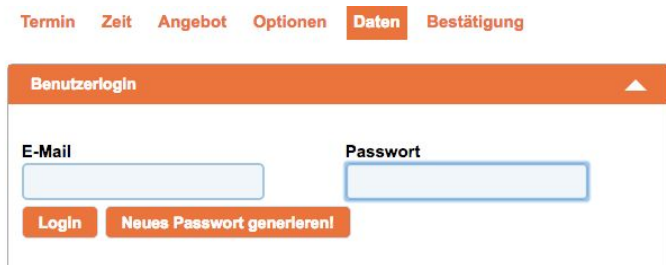 Termin Zeit Angebot Optionen Daten Bestätigung
Benutzerlogin
E-Mail Passwort
Login Neues Passwort generieren!